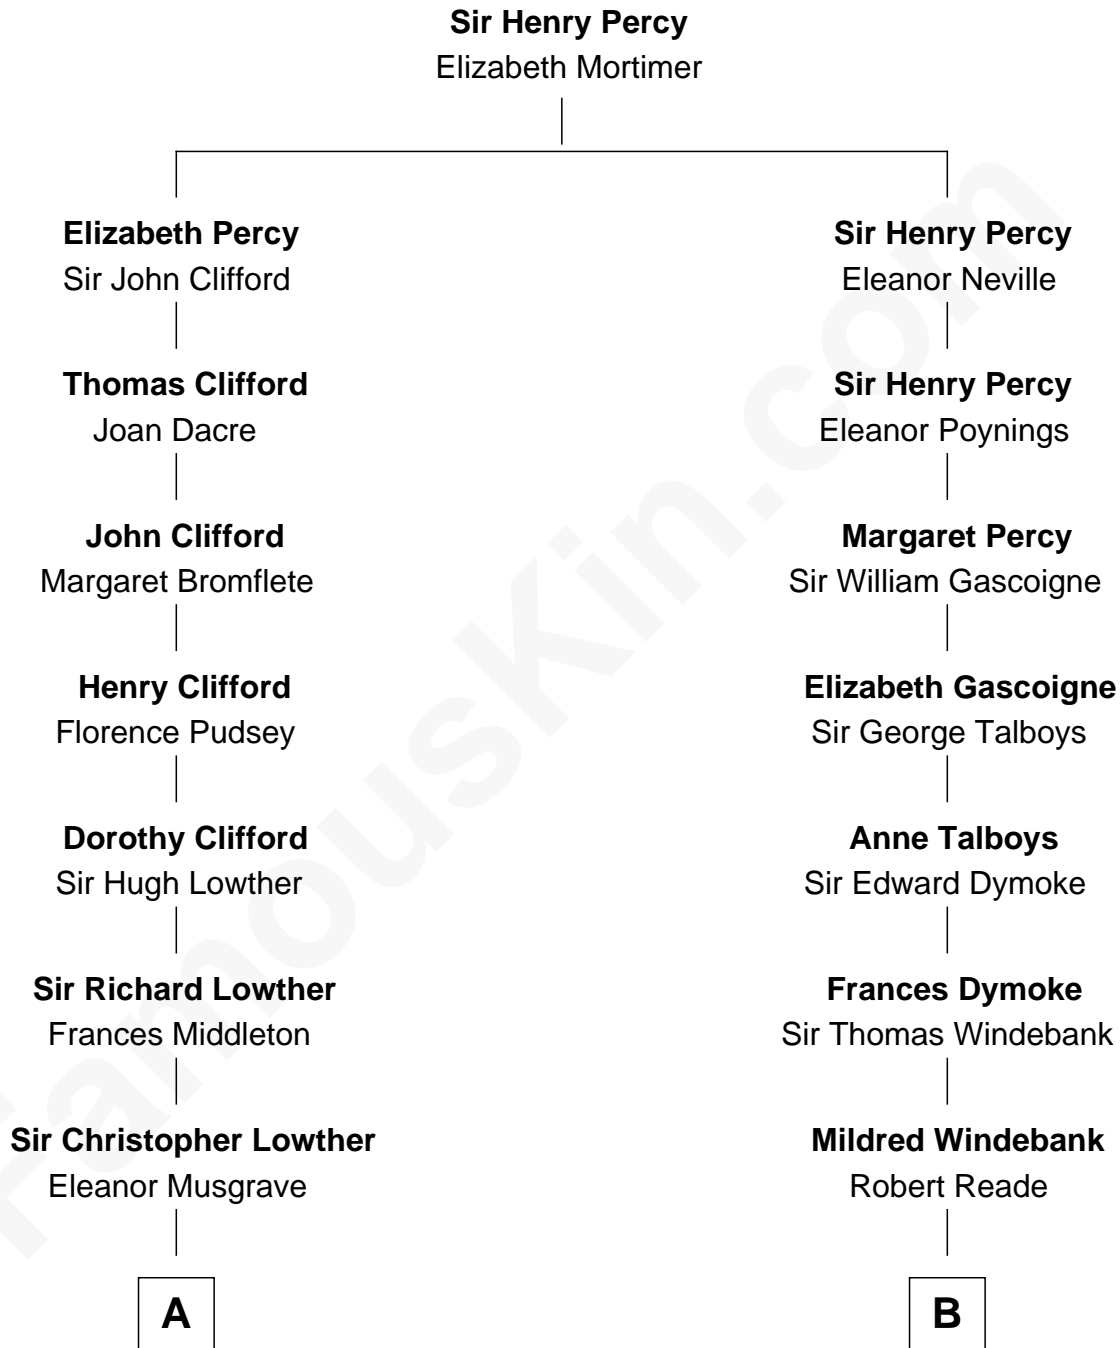 Sir Henry Percy
Elizabeth Mortimer
Elizabeth Percy
Sir John Clifford
Sir Henry Percy
Eleanor Neville
Thomas Clifford
Joan Dacre
Sir Henry Percy
Eleanor Poynings
John Clifford
Margaret Bromflete
Margaret Percy
Sir William Gascoigne
Henry Clifford
Florence Pudsey
Elizabeth Gascoigne
Sir George Talboys
Dorothy Clifford
Sir Hugh Lowther
Anne Talboys
Sir Edward Dymoke
Sir Richard Lowther
Frances Middleton
Frances Dymoke
Sir Thomas Windebank
Sir Christopher Lowther
Eleanor Musgrave
Mildred Windebank
Robert Reade
A
B
FamousKin.com